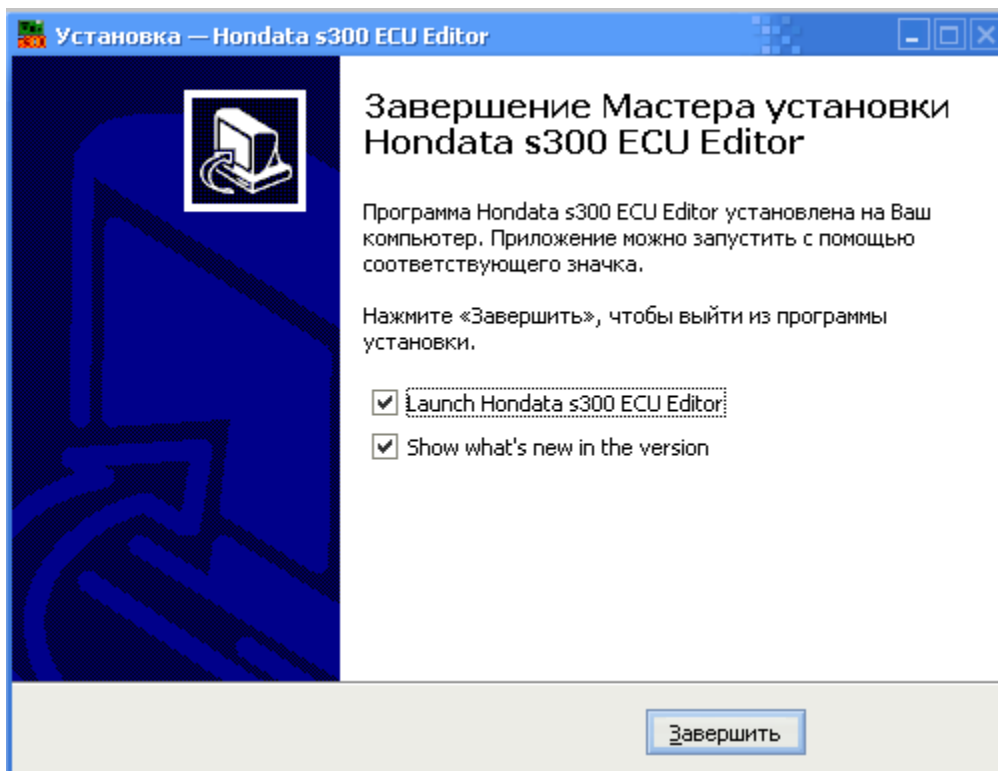 Установка — Hondata s300 ECU Editor
Завершение Мастера установки
Hondata s300 ECU Editor
Программа Hondata s300 ECU Editor установлена на Ваш
компьютер. Приложение можно запустить с помощью
соответствующего значка.
Нажмите «Завершить», чтобы выйти из программы
установки.
Launch Hondata s300 ECU Editor
Show what's new in the version
Завершить